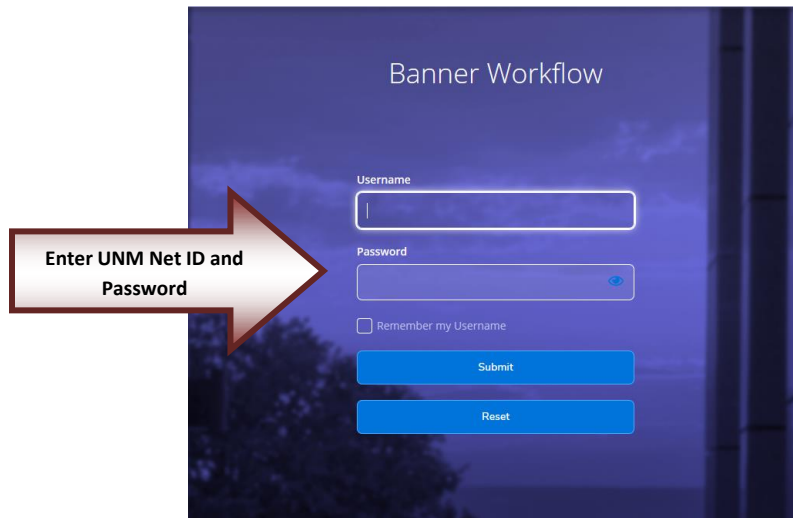 Banner Workflow
Username
Enter UNM Net ID and
Password
Password
Remember my Username
Submit
Reset